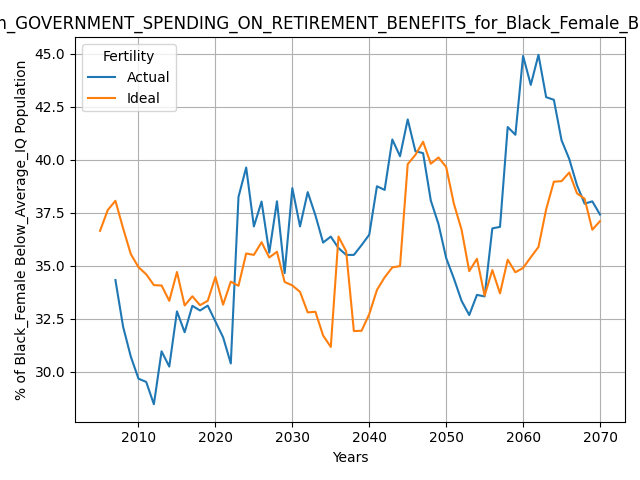 n_GOVERNMENT_SPENDING_ON_RETIREMENT_BENEFITS_for_Black_Female_B
Fertility
Actual
Ideal
45.0
42.5
40.0
37.5
35.0
32.5
30.0
% of Black_Female Below_Average_IQ Population
2010
2020
2030
2040
2050
2060
2070
Years